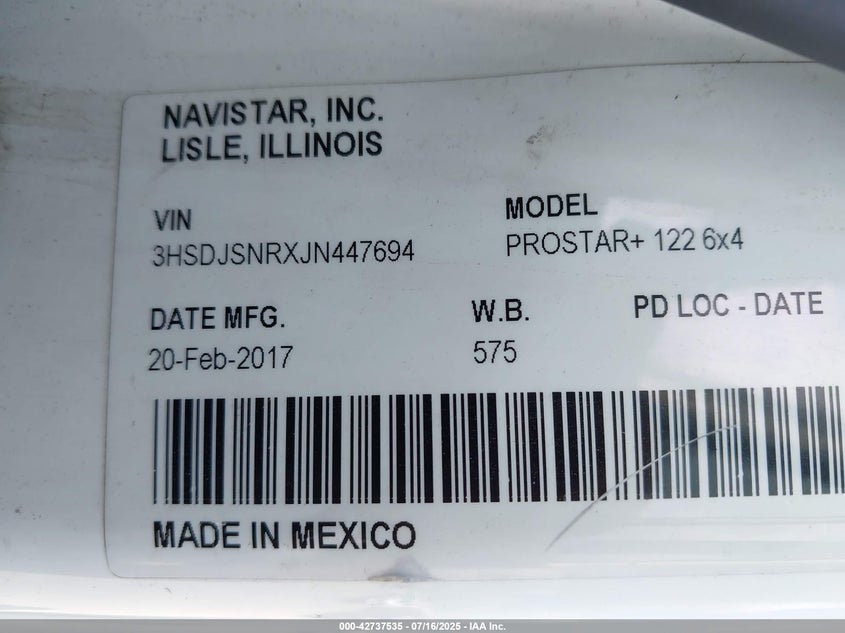 NAVISTAR, INC.
LISLE, ILLINOIS
VIN
3HSDJSNRXJN447694
MODEL
PROSTAR+ 122 6x4
DATE MFG.
20-Feb-2017
W.B.
575
PD LOC - DATE
MADE IN MEXICO
000-42737535 - 07/16/2025 - IAA Inc.